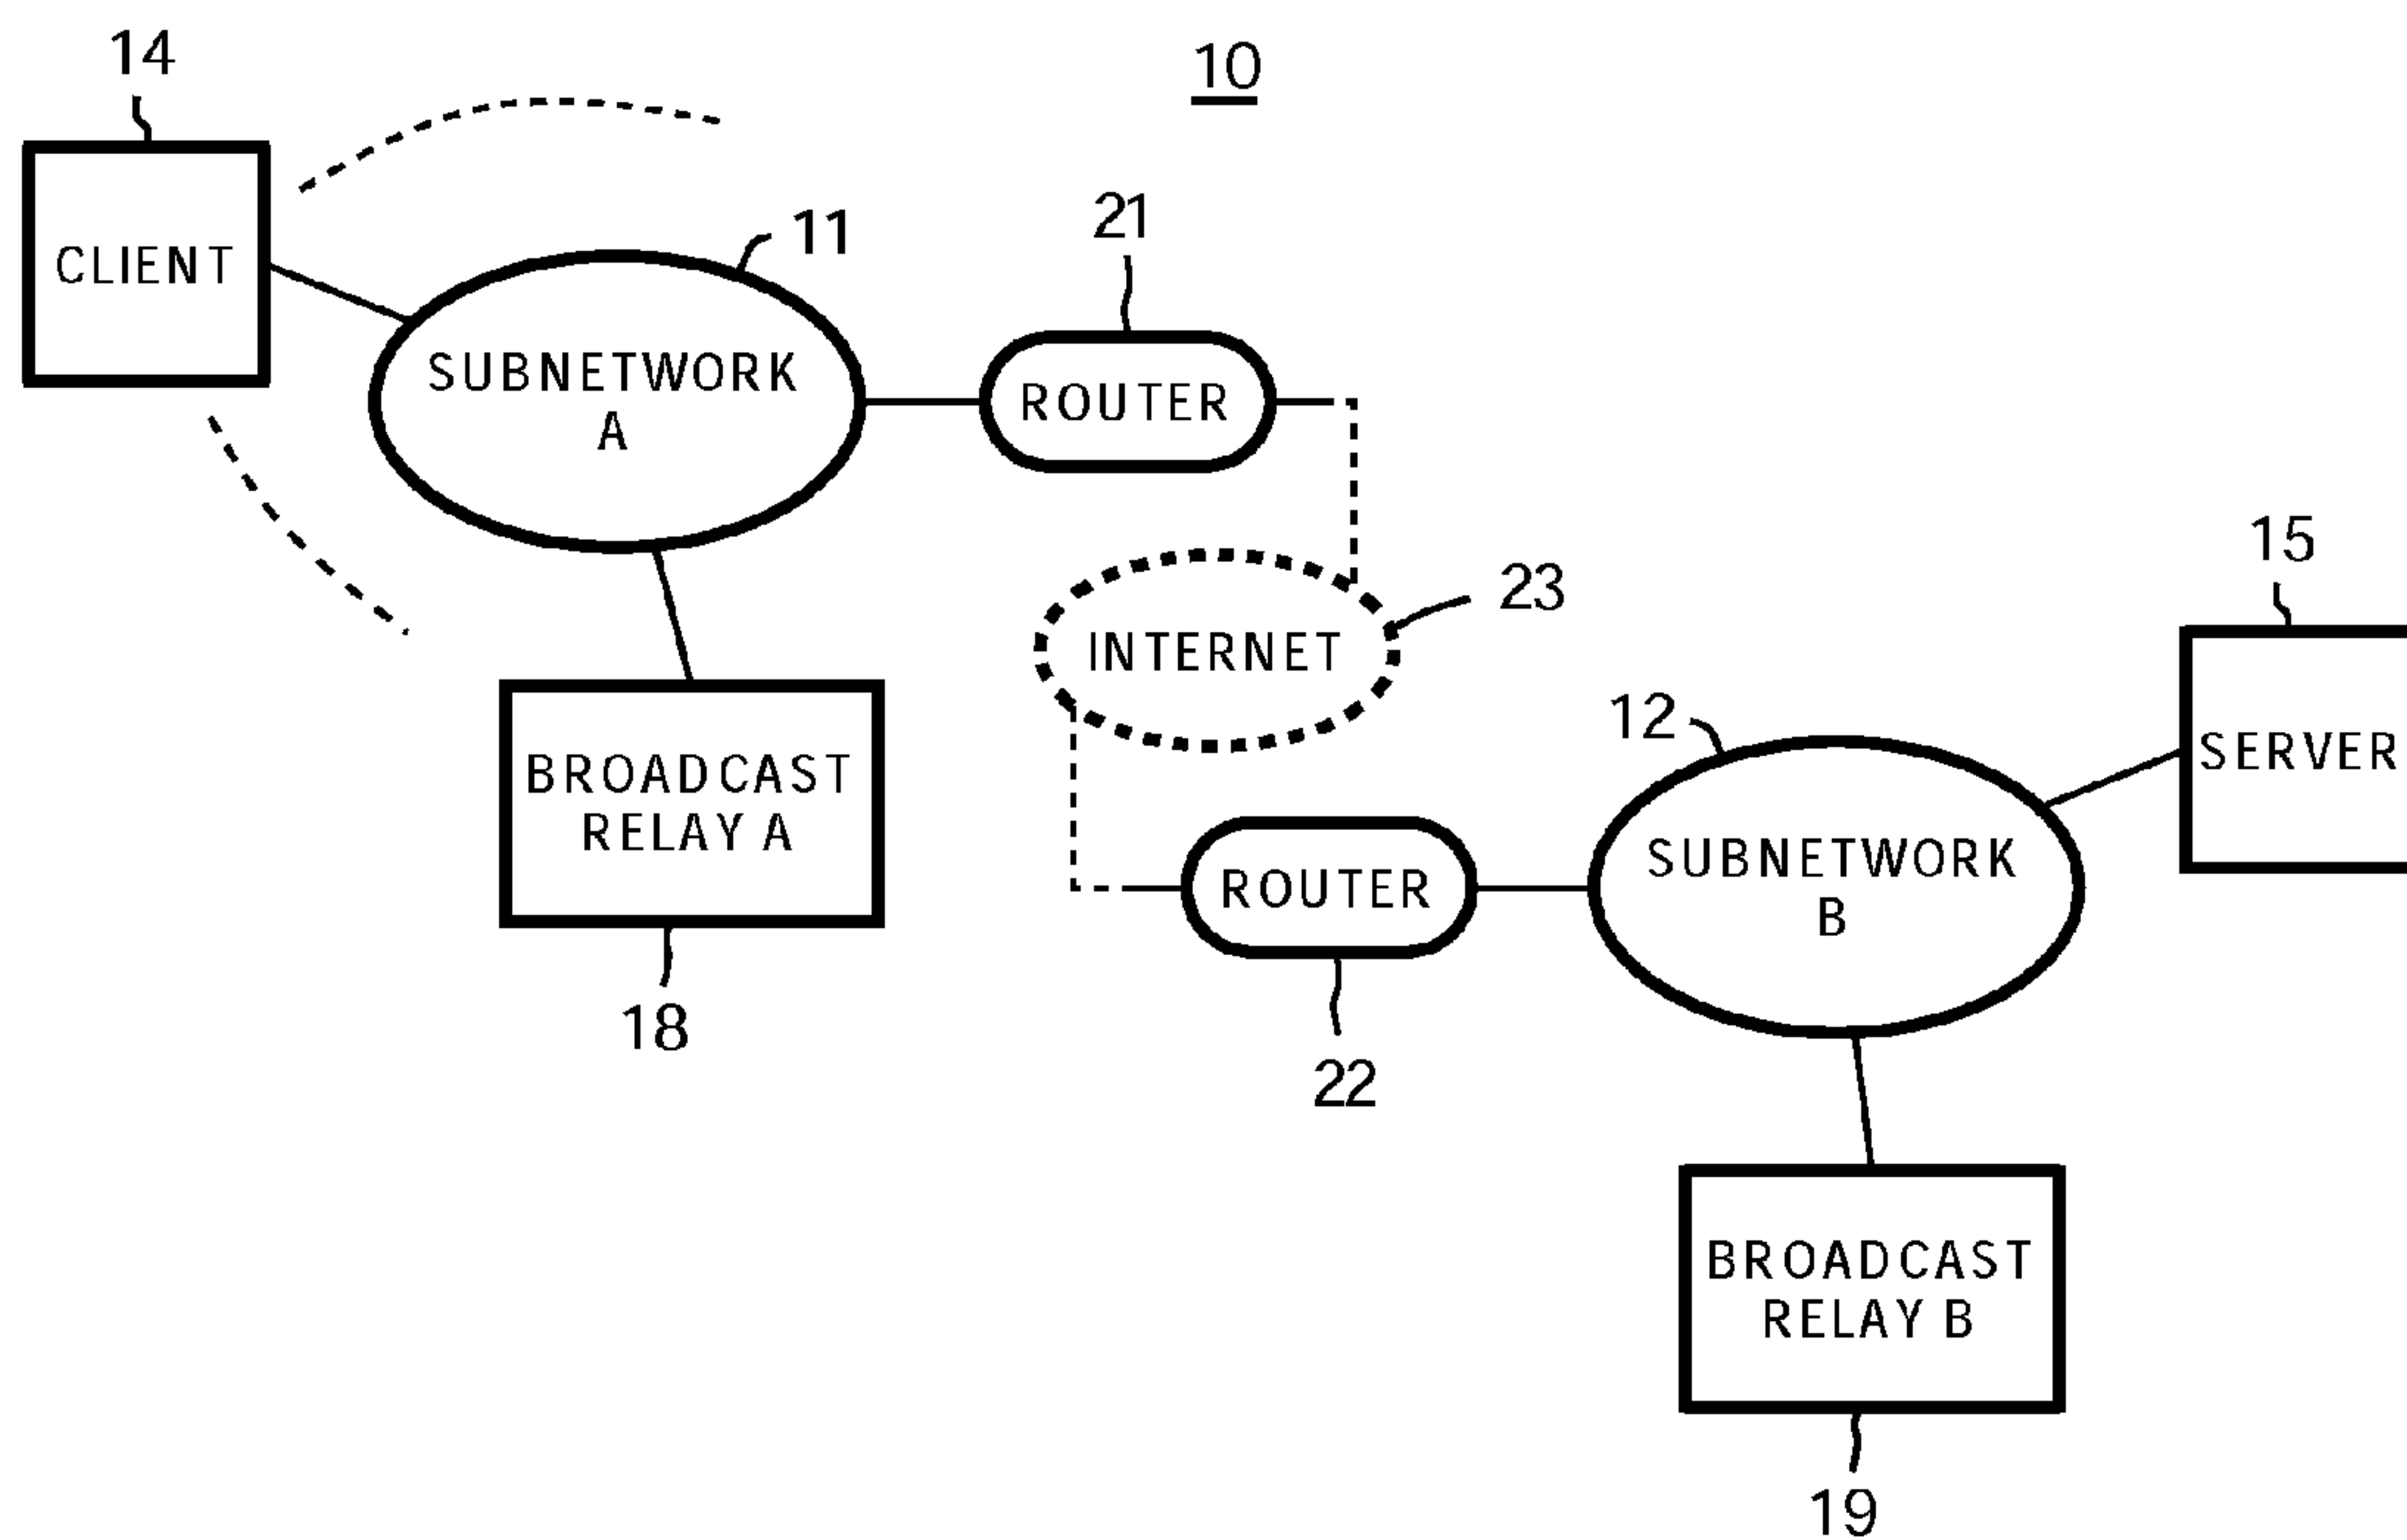 14
10
CLIENT
11
21
SUBNETWORK
A
ROUTER
15
23
INTERNET
12
SERVER
BROADCAST
RELAY A
ROUTER
SUBNETWORK
B
18
22
BROADCAST
RELAY B
19